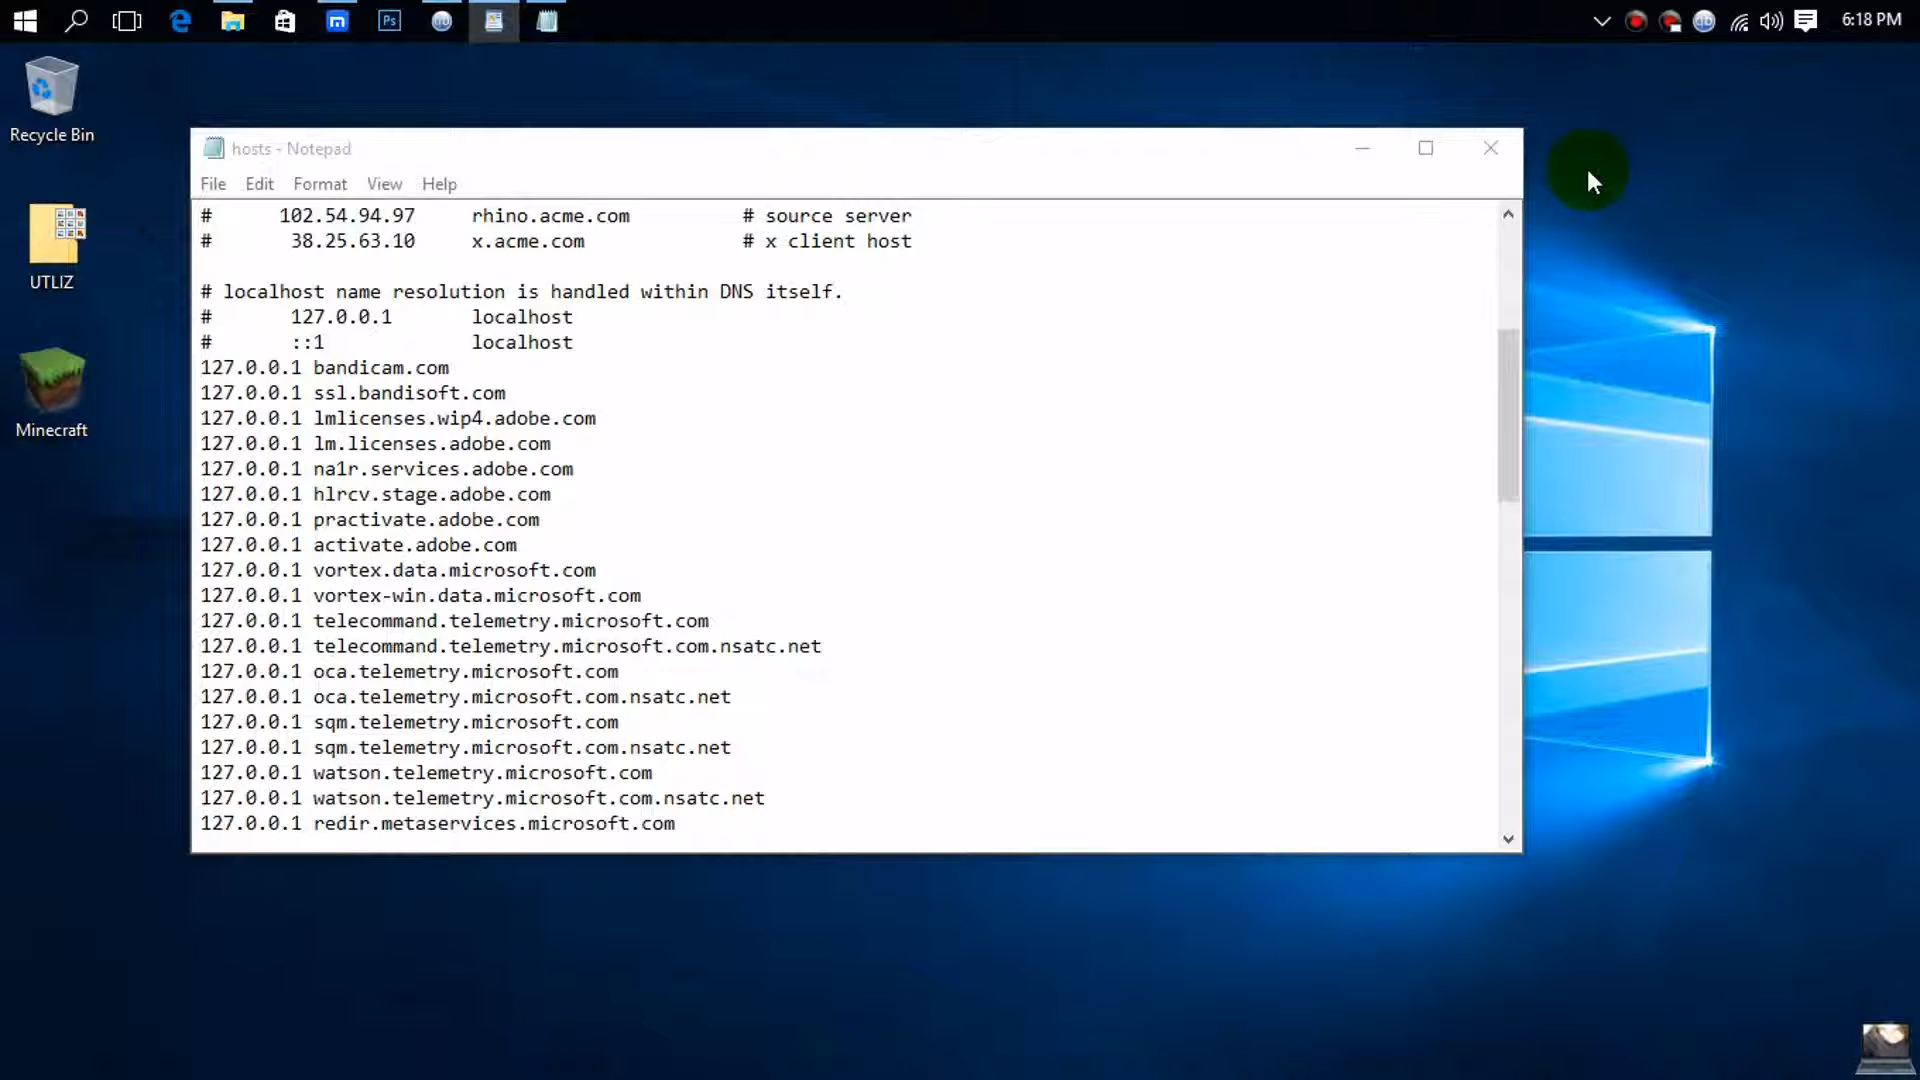 6:18 PM
Recycle Bin
UTLIZ
Minecraft
Ps
hosts - Notepad
File Edit Format View Help
# 102.54.94.97 rhino.acme.com # source server
# 38.25.63.10 x.acme.com # x client host
# localhost name resolution is handled within DNS itself.
# 127.0.0.1 localhost
# ::1 localhost
127.0.0.1 bandicam.com
127.0.0.1 ssl.bandisoft.com
127.0.0.1 lmlicenses.wip4.adobe.com
127.0.0.1 lm.licenses.adobe.com
127.0.0.1 na1r.services.adobe.com
127.0.0.1 hlrcv.stage.adobe.com
127.0.0.1 practivate.adobe.com
127.0.0.1 activate.adobe.com
127.0.0.1 vortex.data.microsoft.com
127.0.0.1 vortex-win.data.microsoft.com
127.0.0.1 telecommand.telemetry.microsoft.com
127.0.0.1 telecommand.telemetry.microsoft.com.nsatc.net
127.0.0.1 oca.telemetry.microsoft.com
127.0.0.1 oca.telemetry.microsoft.com.nsatc.net
127.0.0.1 sqm.telemetry.microsoft.com
127.0.0.1 sqm.telemetry.microsoft.com.nsatc.net
127.0.0.1 watson.telemetry.microsoft.com
127.0.0.1 watson.telemetry.microsoft.com.nsatc.net
127.0.0.1 redir.metaservices.microsoft.com